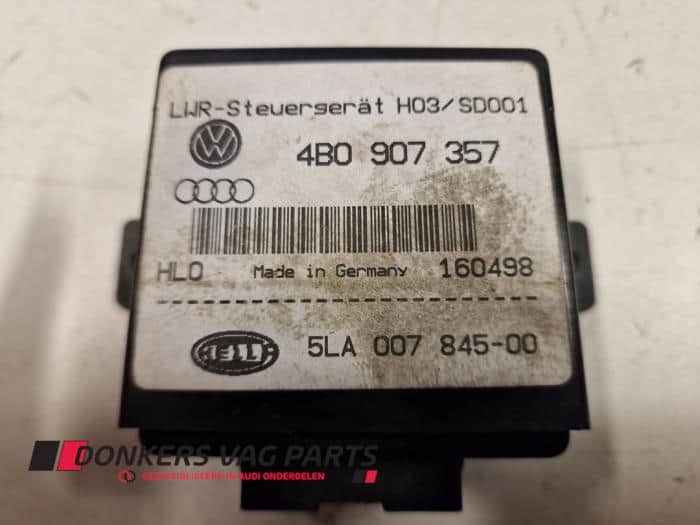 LWR-Steuergerät H03/SD001
4B0 907 357
HLO Made in Germany 160498
HELLA
5LA 007 845-00
DONKERS VAG PARTS
GESPECIALISEERD IN AUDI ONDERDELEN